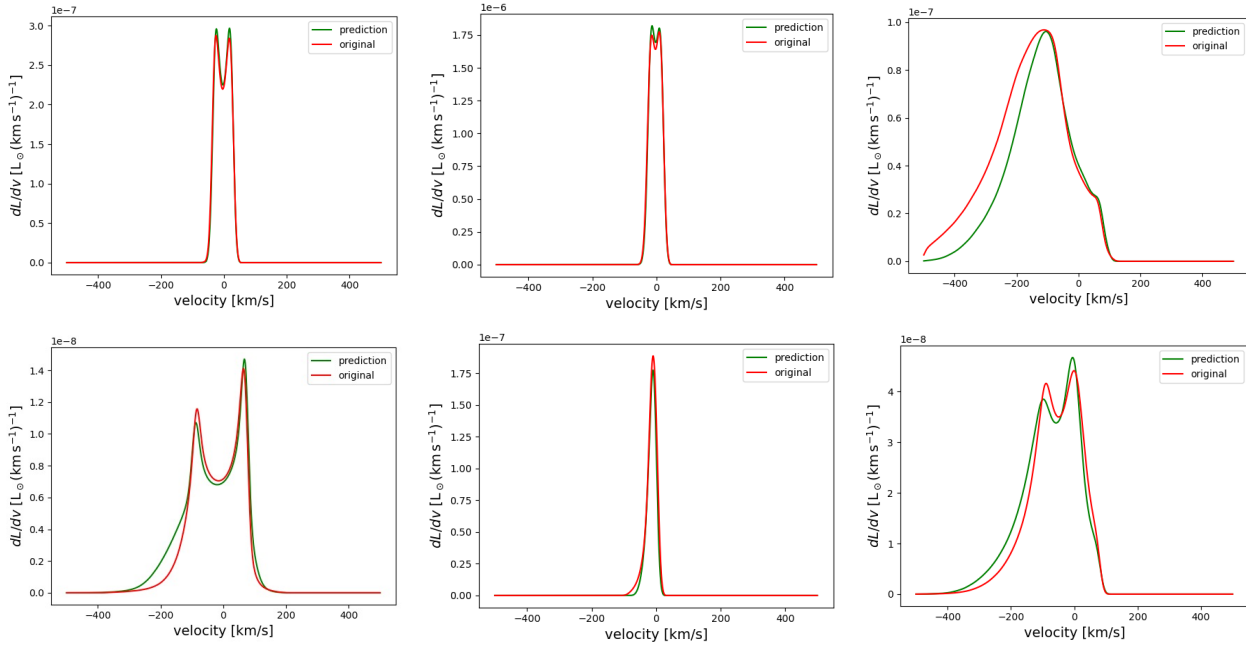 1e−7
3.0
2.5
2.0
1.5
1.0
0.5
0.0
−400 −200 0 200 400
velocity [km/s]
dL/dv [L⊙(km s⁻¹)⁻¹]
prediction
original
1e−6
1.75
1.50
1.25
1.00
0.75
0.50
0.25
0.00
−400 −200 0 200 400
velocity [km/s]
dL/dv [L⊙(km s⁻¹)⁻¹]
prediction
original
1e−7
1.0
0.8
0.6
0.4
0.2
0.0
−400 −200 0 200 400
velocity [km/s]
dL/dv [L⊙(km s⁻¹)⁻¹]
prediction
original
1e−8
1.4
1.2
1.0
0.8
0.6
0.4
0.2
0.0
−400 −200 0 200 400
velocity [km/s]
dL/dv [L⊙(km s⁻¹)⁻¹]
prediction
original
1e−7
1.75
1.50
1.25
1.00
0.75
0.50
0.25
0.00
−400 −200 0 200 400
velocity [km/s]
dL/dv [L⊙(km s⁻¹)⁻¹]
prediction
original
1e−8
4
3
2
1
0
−400 −200 0 200 400
velocity [km/s]
dL/dv [L⊙(km s⁻¹)⁻¹]
prediction
original